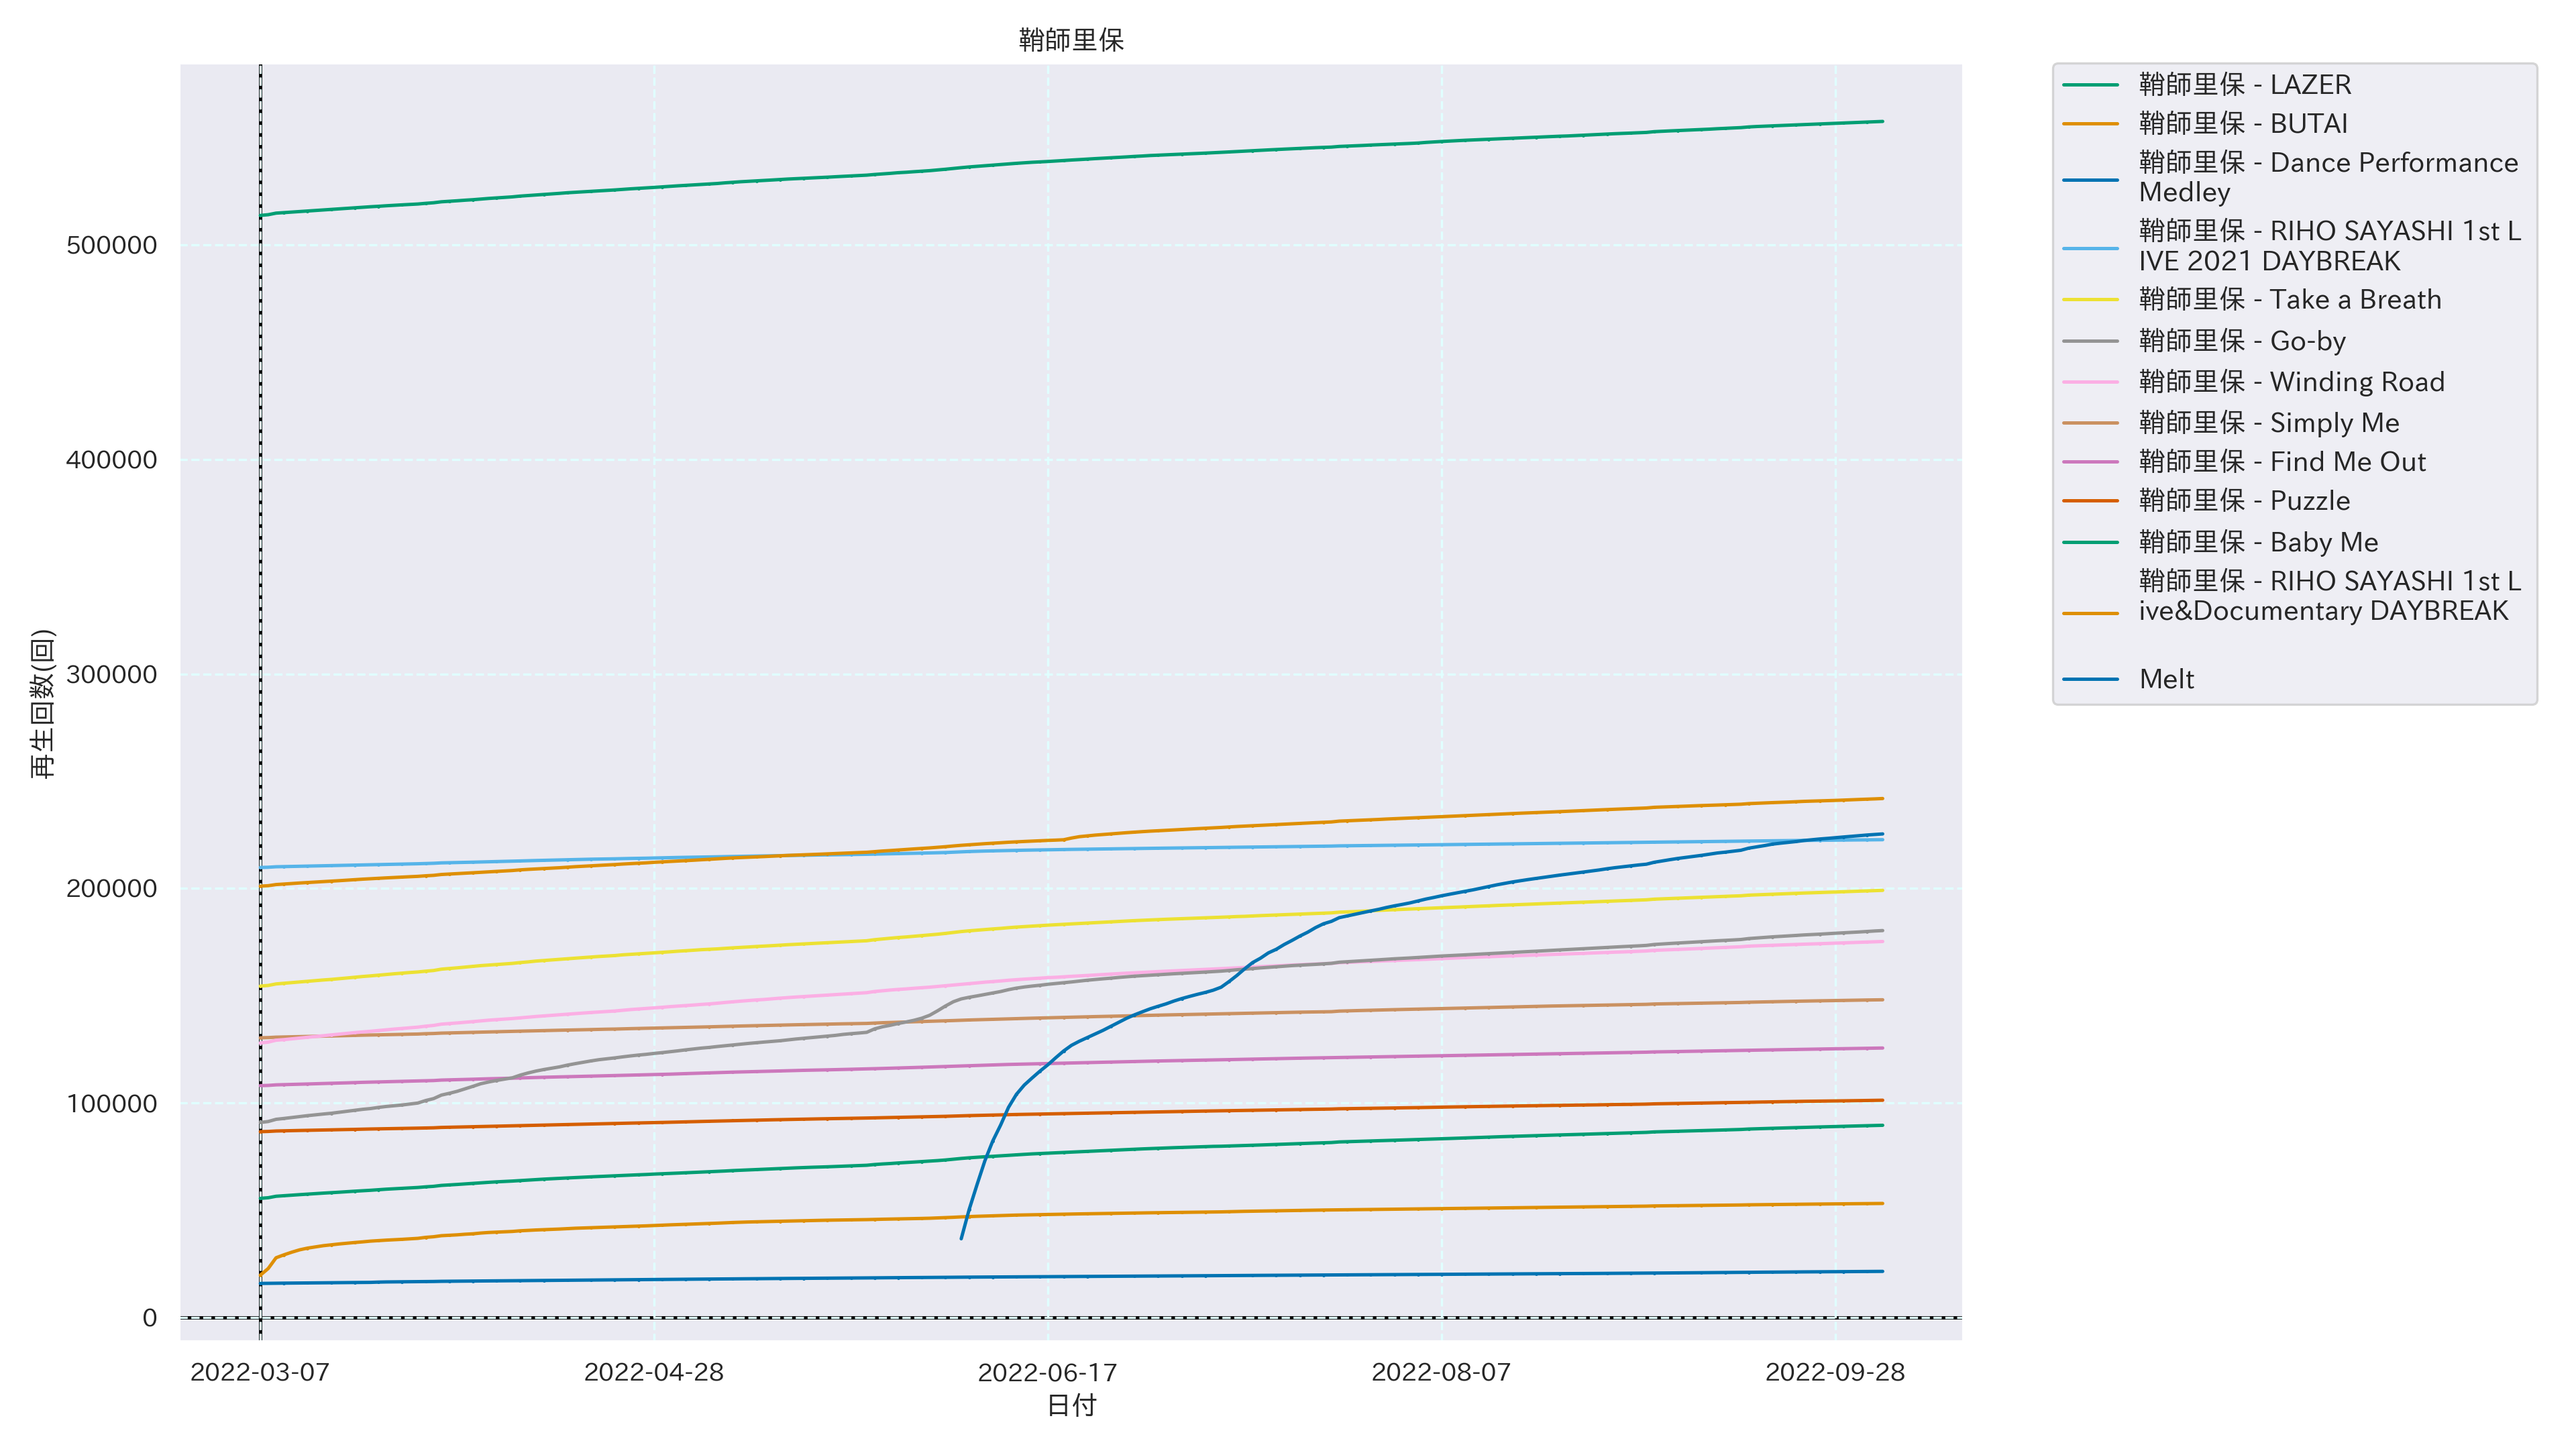 鞘師里保
再生回数(回)
500000
400000
300000
200000
100000
0
2022-03-07
2022-04-28
2022-06-17
2022-08-07
2022-09-28
日付
鞘師里保 - LAZER
鞘師里保 - BUTAI
鞘師里保 - Dance Performance
Medley
鞘師里保 - RIHO SAYASHI 1st L
IVE 2021 DAYBREAK
鞘師里保 - Take a Breath
鞘師里保 - Go-by
鞘師里保 - Winding Road
鞘師里保 - Simply Me
鞘師里保 - Find Me Out
鞘師里保 - Puzzle
鞘師里保 - Baby Me
鞘師里保 - RIHO SAYASHI 1st L
ive&Documentary DAYBREAK
Melt